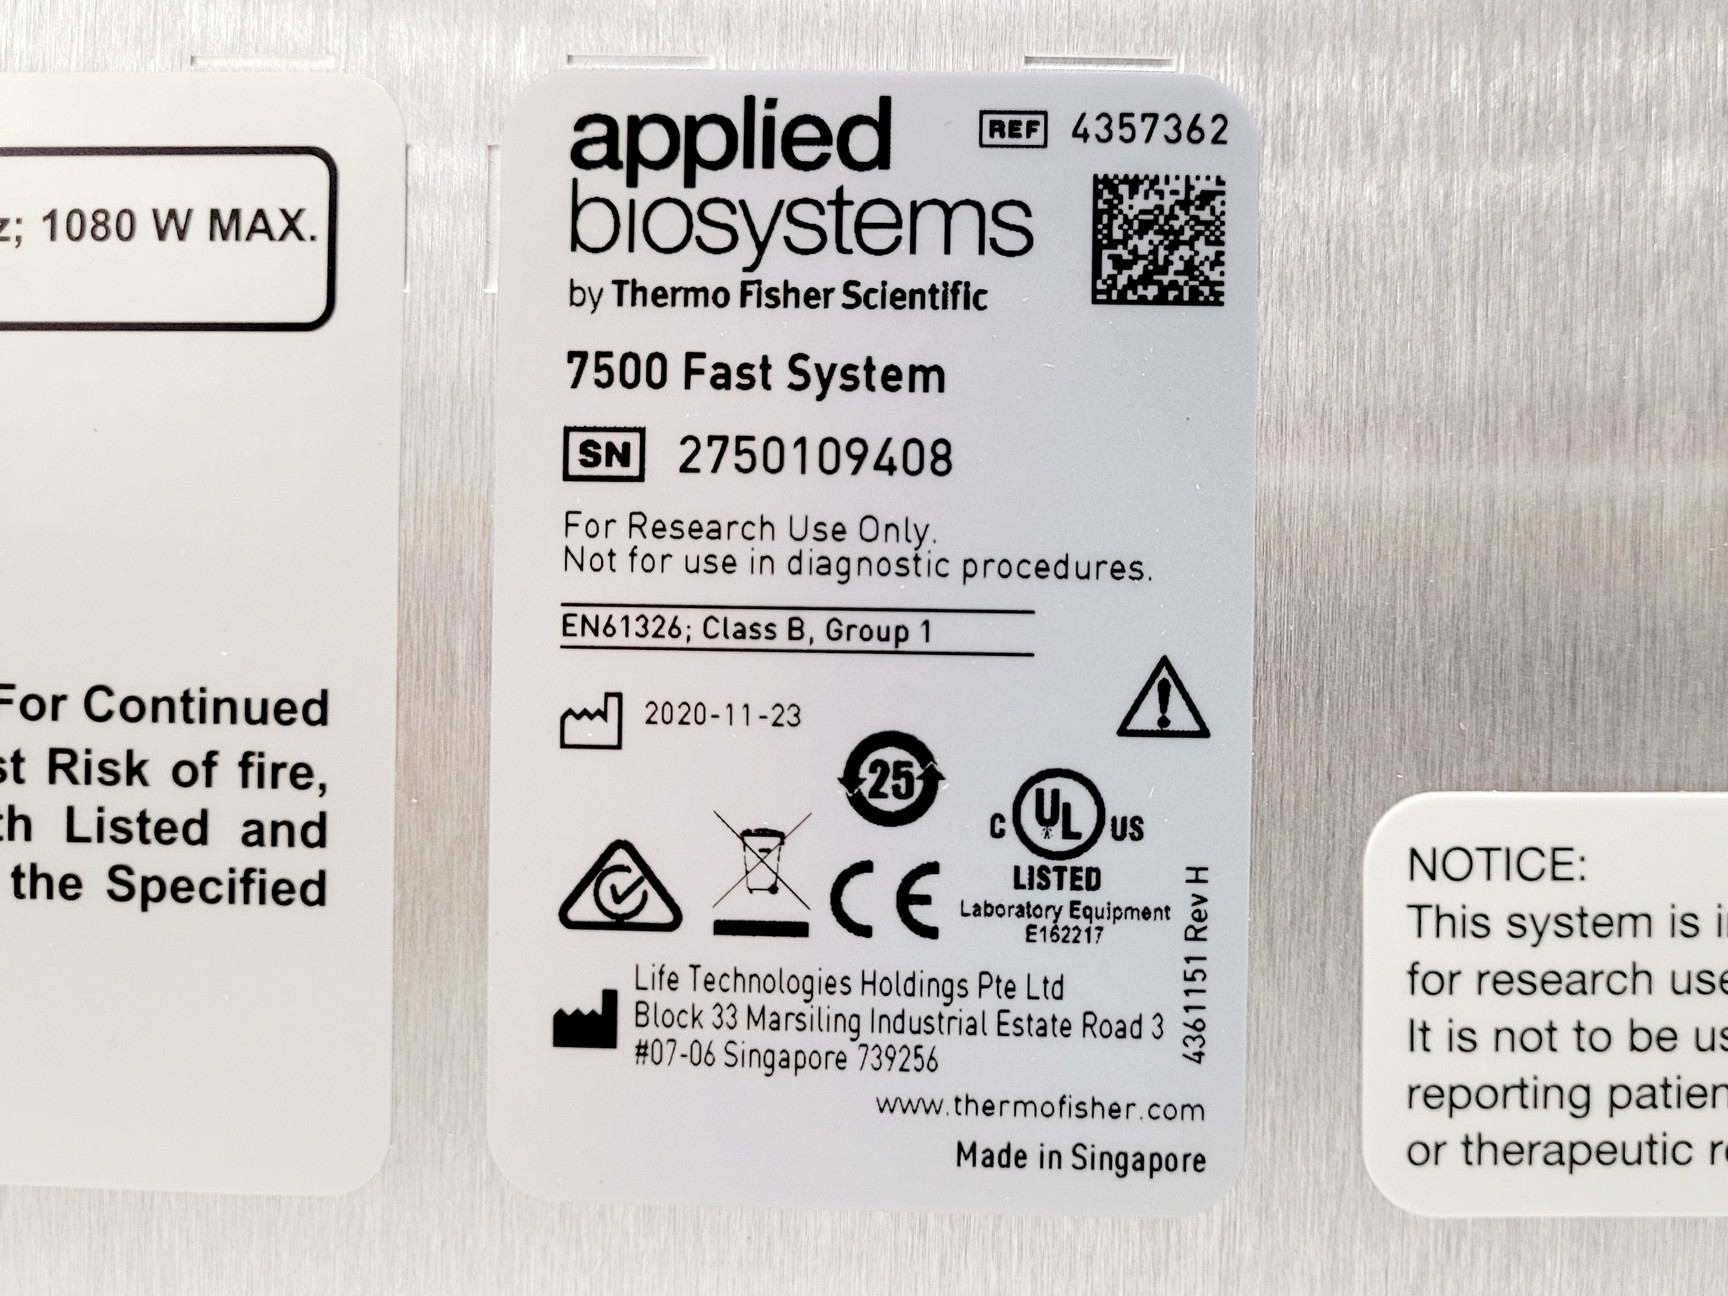 z; 1080 W MAX.
For Continued
st Risk of fire,
th Listed and
the Specified
applied
biosystems
by Thermo Fisher Scientific
REF 4357362
7500 Fast System
SN 2750109408
For Research Use Only.
Not for use in diagnostic procedures.
EN61326; Class B, Group 1
2020-11-23
25
C UL US
LISTED
Laboratory Equipment
E162217
CE
4361151 Rev H
Life Technologies Holdings Pte Ltd
Block 33 Marsiling Industrial Estate Road 3
#07-06 Singapore 739256
www.thermofisher.com
Made in Singapore
NOTICE:
This system is i
for research use
It is not to be us
reporting patien
or therapeutic re